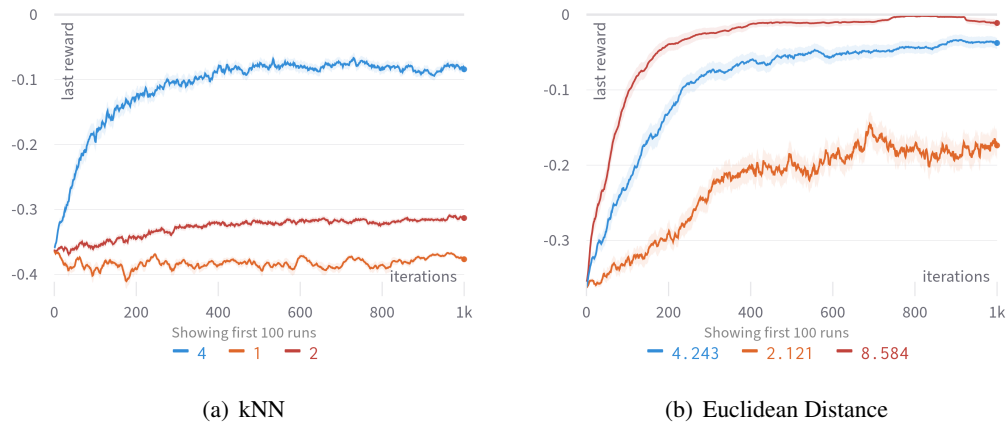 0
-0.1
-0.2
-0.3
-0.4
last reward
iterations
0 200 400 600 800 1k
Showing first 100 runs
4 1 2
(a) kNN
0
-0.1
-0.2
-0.3
last reward
iterations
0 200 400 600 800 1k
Showing first 100 runs
4.243 2.121 8.584
(b) Euclidean Distance